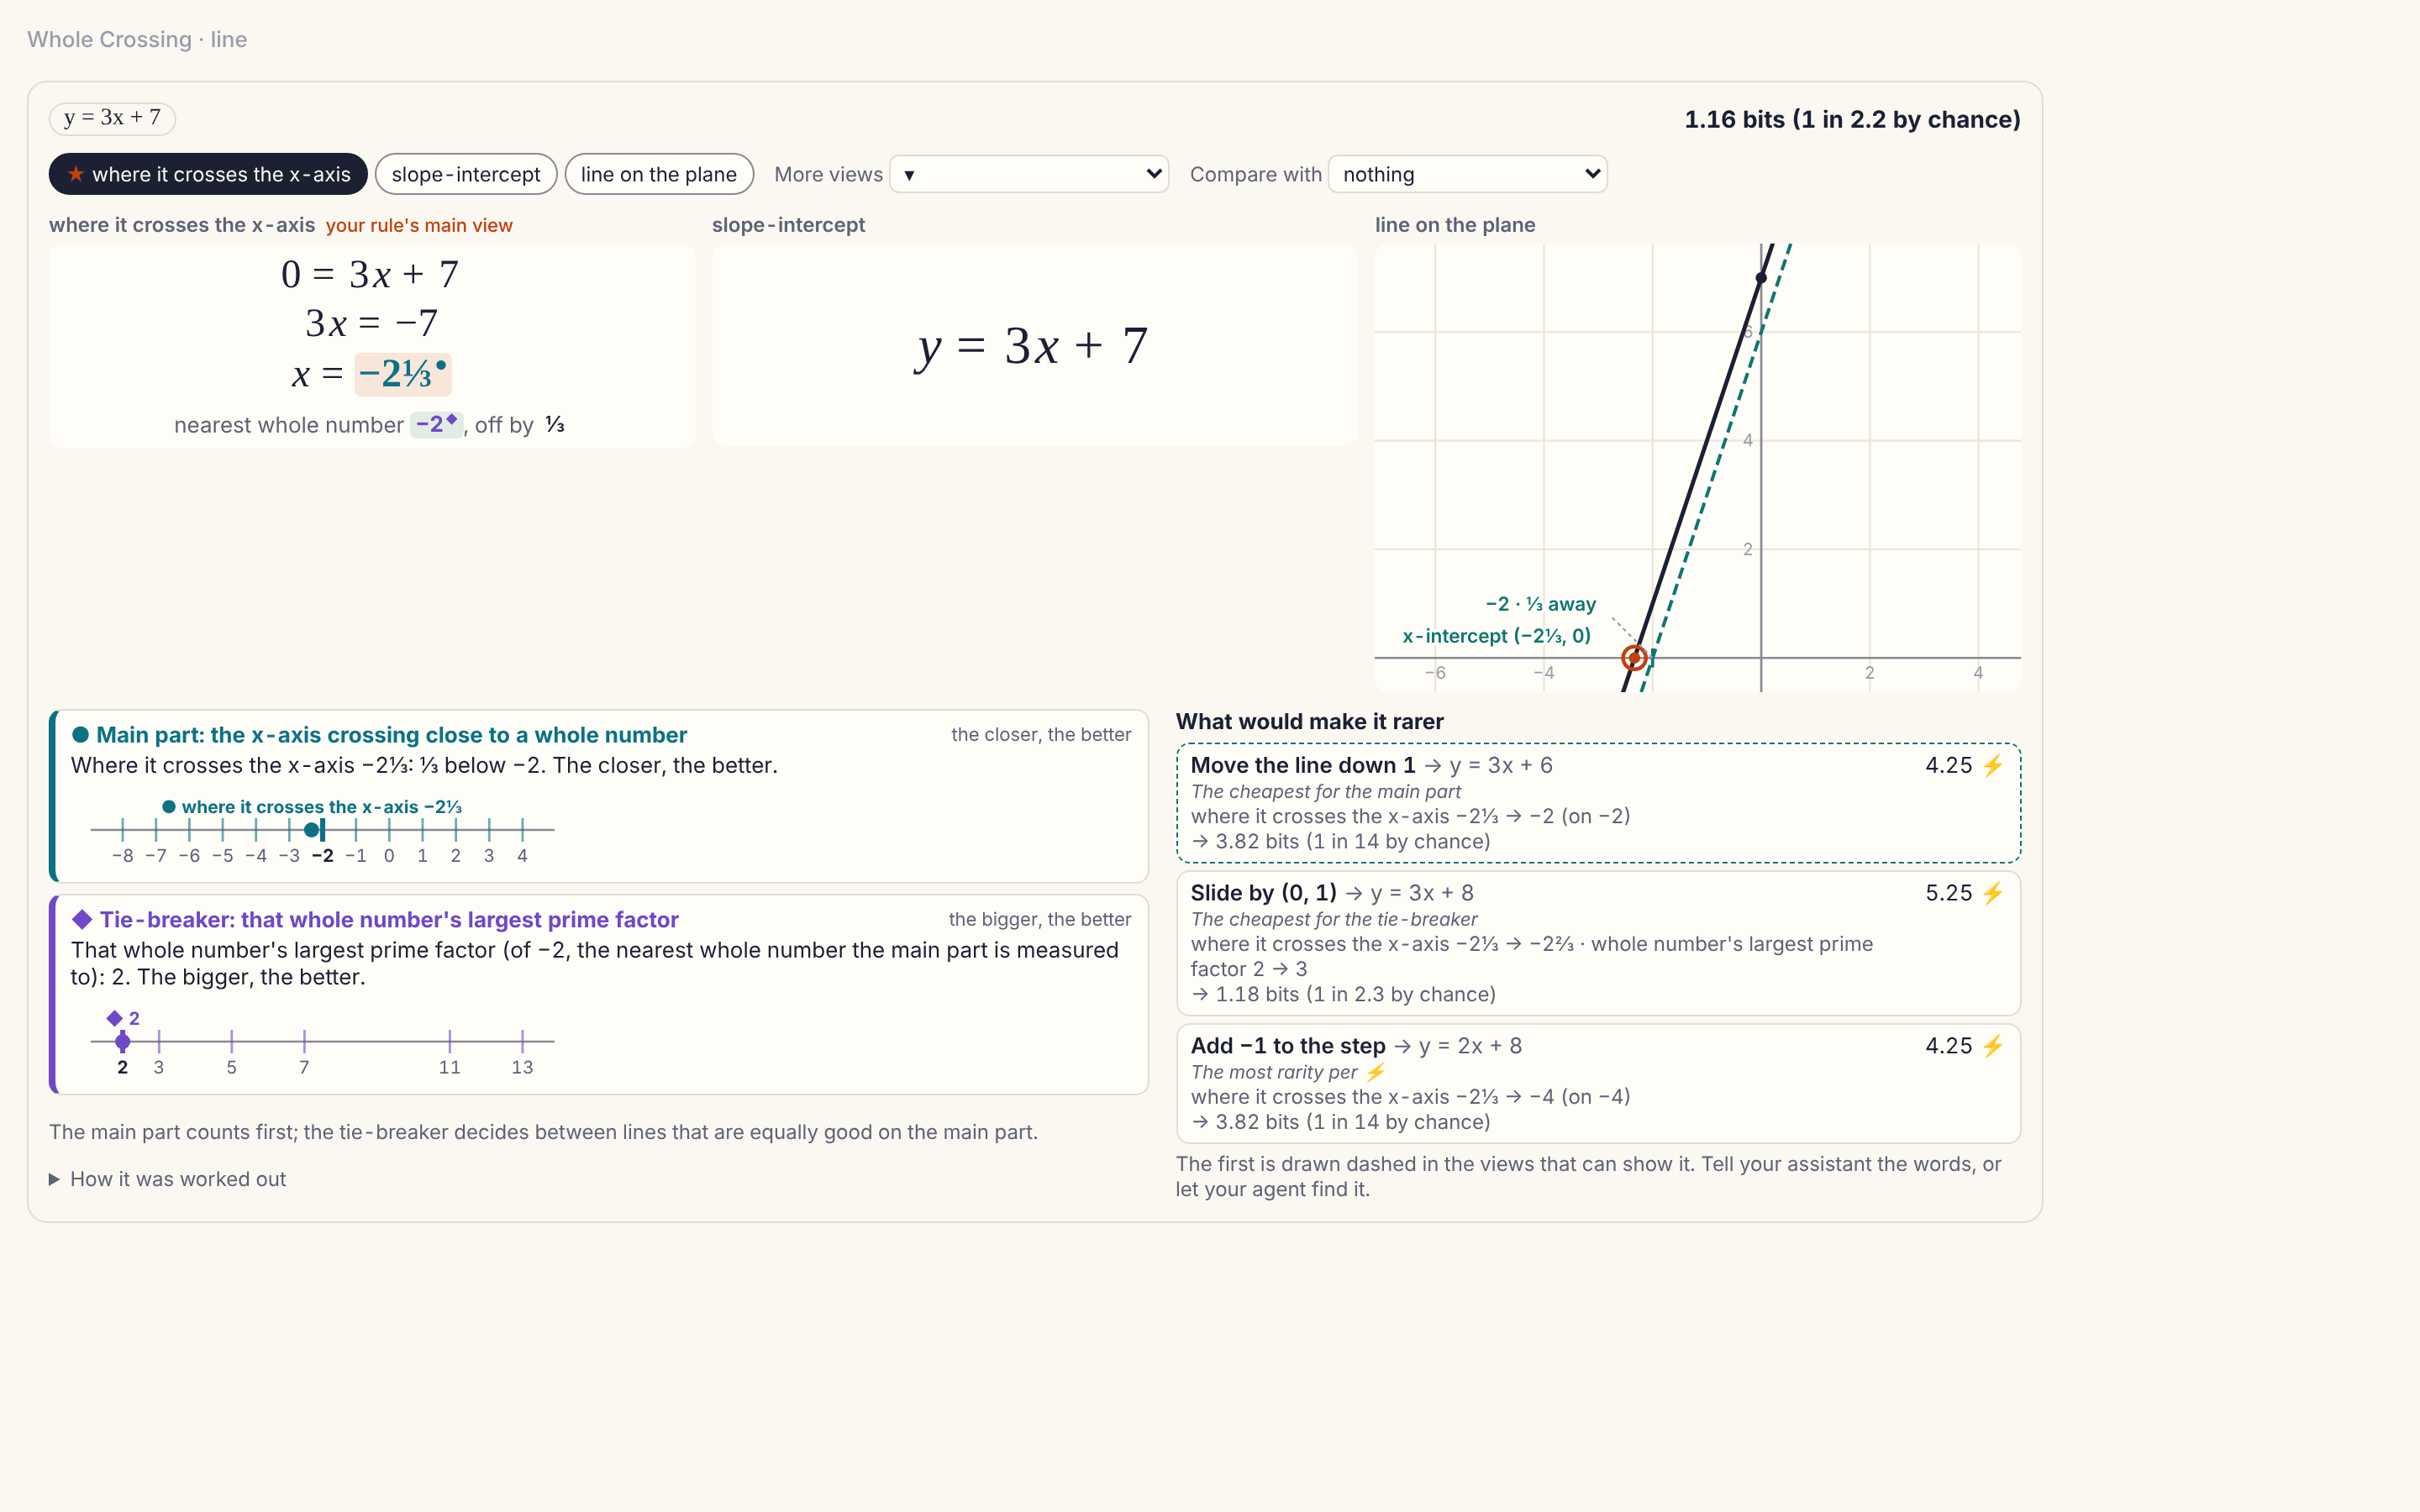 Whole Crossing · line
y = 3x + 7
1.16 bits (1 in 2.2 by chance)
★ where it crosses the x-axis
slope-intercept
line on the plane
More views
▾
Compare with
nothing
where it crosses the x-axis your rule's main view
0 = 3x + 7
3x = −7
x = −2⅓●
nearest whole number −2◆, off by ⅓
slope-intercept
y = 3x + 7
line on the plane
6
4
2
−2 · ⅓ away
x-intercept (−2⅓, 0)
−6 −4 2 4
● Main part: the x-axis crossing close to a whole number
the closer, the better
Where it crosses the x-axis −2⅓: ⅓ below −2. The closer, the better.
● where it crosses the x-axis −2⅓
−8 −7 −6 −5 −4 −3 −2 −1 0 1 2 3 4
◆ Tie-breaker: that whole number's largest prime factor
the bigger, the better
That whole number's largest prime factor (of −2, the nearest whole number the main part is measured
to): 2. The bigger, the better.
◆ 2
2 3 5 7 11 13
The main part counts first; the tie-breaker decides between lines that are equally good on the main part.
▶ How it was worked out
What would make it rarer
Move the line down 1 → y = 3x + 6
4.25 ⚡
The cheapest for the main part
where it crosses the x-axis −2⅓ → −2 (on −2)
→ 3.82 bits (1 in 14 by chance)
Slide by (0, 1) → y = 3x + 8
5.25 ⚡
The cheapest for the tie-breaker
where it crosses the x-axis −2⅓ → −2⅔ · whole number's largest prime
factor 2 → 3
→ 1.18 bits (1 in 2.3 by chance)
Add −1 to the step → y = 2x + 8
4.25 ⚡
The most rarity per ⚡
where it crosses the x-axis −2⅓ → −4 (on −4)
→ 3.82 bits (1 in 14 by chance)
The first is drawn dashed in the views that can show it. Tell your assistant the words, or
let your agent find it.